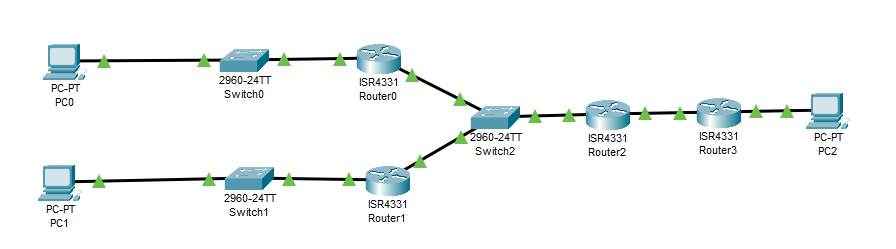 PC-PT
PC0
2960-24TT
Switch0
ISR4331
Router0
2960-24TT
Switch2
ISR4331
Router2
ISR4331
Router3
PC-PT
PC2
PC-PT
PC1
2960-24TT
Switch1
ISR4331
Router1